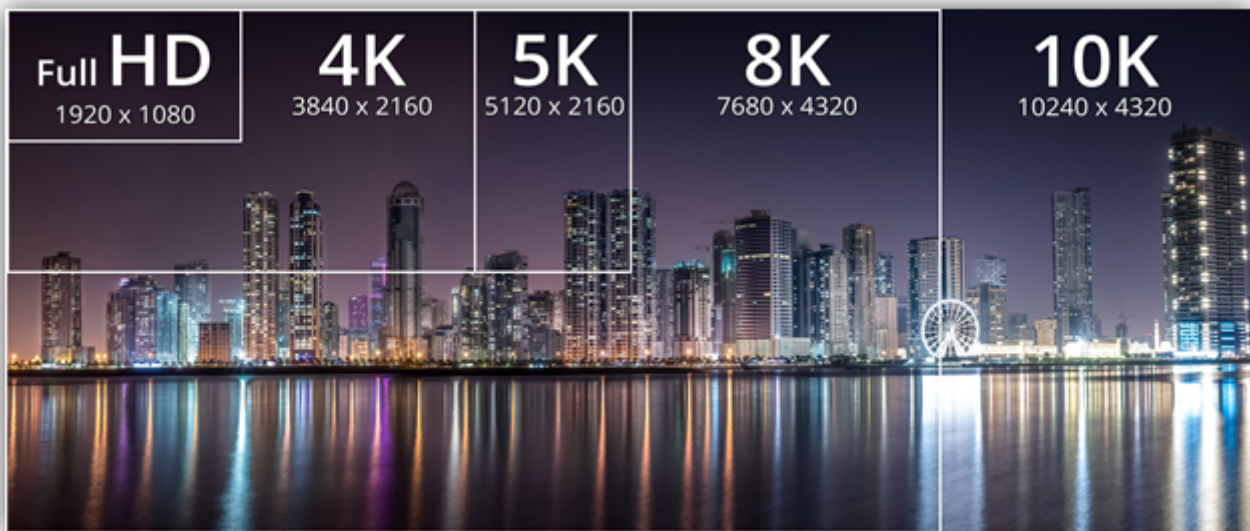 Full HD
1920 x 1080
4K
3840 x 2160
5K
5120 x 2160
8K
7680 x 4320
10K
10240 x 4320